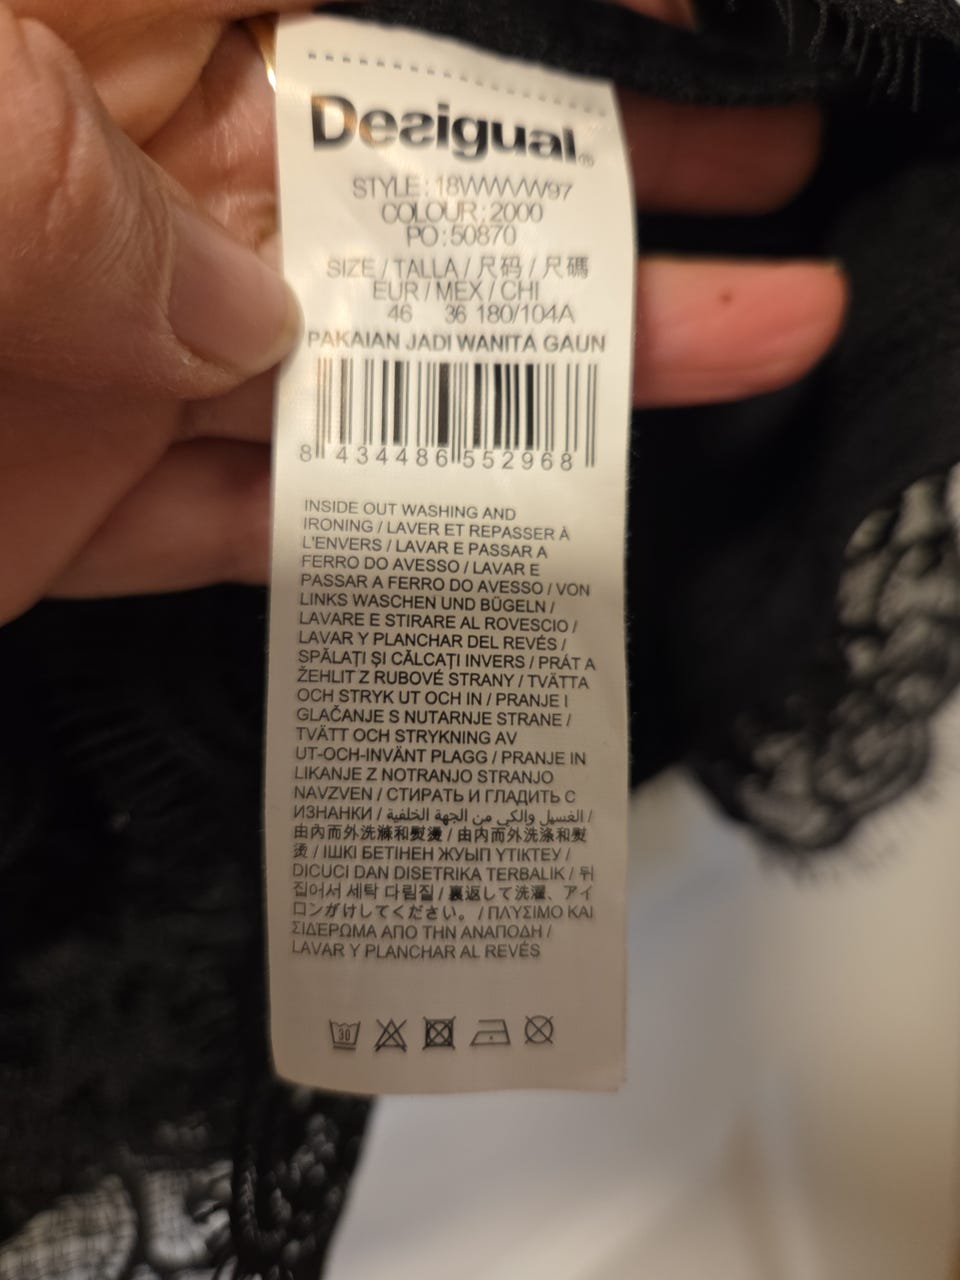 Desigual®
STYLE: 18WWVW97
COLOUR: 2000
PO: 50870
SIZE / TALLA / 尺码 / 尺碼
EUR / MEX / CHI
46 36 180/104A
PAKAIAN JADI WANITA GAUN
8 434486 552968
INSIDE OUT WASHING AND
IRONING / LAVER ET REPASSER À
L'ENVERS / LAVAR E PASSAR A
FERRO DO AVESSO / LAVAR E
PASSAR A FERRO DO AVESSO / VON
LINKS WASCHEN UND BÜGELN /
LAVARE E STIRARE AL ROVESCIO /
LAVAR Y PLANCHAR DEL REVÉS /
SPĂLAȚI ȘI CĂLCAȚI INVERS / PRÁT A
ŽEHLIT Z RUBOVÉ STRANY / TVÄTTA
OCH STRYK UT OCH IN / PRANJE I
GLAČANJE S NUTARNJE STRANE /
TVÄTT OCH STRYKNING AV
UT-OCH-INVÄNT PLAGG / PRANJE IN
LIKANJE Z NOTRANJO STRANJO
NAVZVEN / СТИРАТЬ И ГЛАДИТЬ С
ИЗНАНКИ / الغسيل والكي من الجهة الخلفية /
由內而外洗滌和熨燙 / 由内而外洗涤和熨
烫 / ІШКІ БЕТІНЕН ЖУЫП ҮТІКТЕУ /
DICUCI DAN DISETRIKA TERBALIK / 뒤
집어서 세탁 다림질 / 裏返して洗濯、アイ
ロンがけしてください。 / ΠΛΥΣΙΜΟ ΚΑΙ
ΣΙΔΕΡΩΜΑ ΑΠΟ ΤΗΝ ΑΝΑΠΟΔΗ /
LAVAR Y PLANCHAR AL REVÉS
30